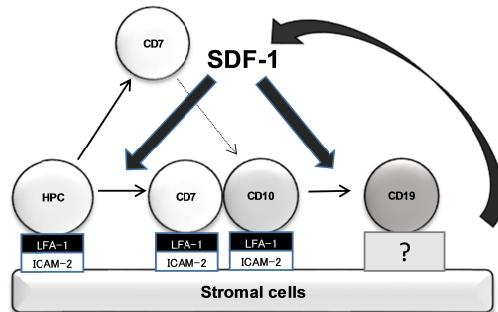 CD7
SDF-1
HPC
CD7
CD10
CD19
LFA-1
ICAM-2
LFA-1
ICAM-2
LFA-1
ICAM-2
?
Stromal cells